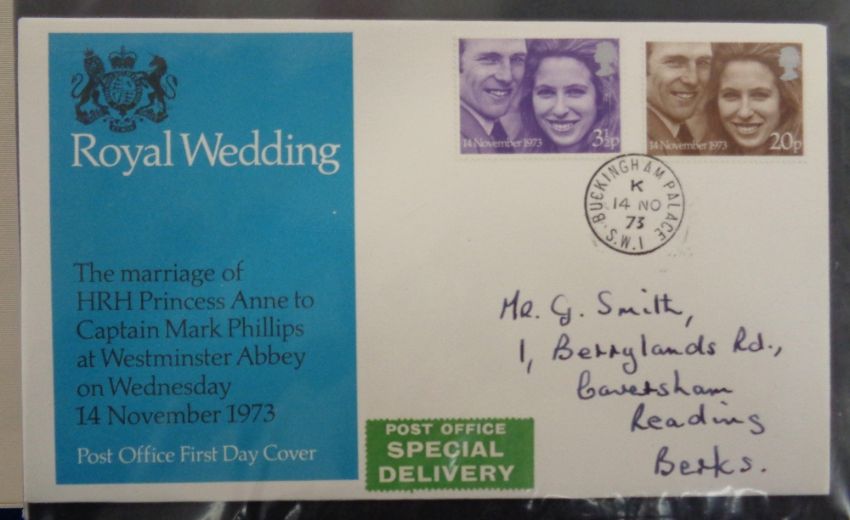 Royal Wedding
The marriage of
HRH Princess Anne to
Captain Mark Phillips
at Westminster Abbey
on Wednesday
14 November 1973
Post Office First Day Cover
14 November 1973 3½p
14 November 1973 20p
BUCKINGHAM PALACE
K
14 NO
73
S.W.1
Mr. G. Smith,
1, Berrylands Rd.,
Caversham
Reading
Berks.
POST OFFICE
SPECIAL
DELIVERY